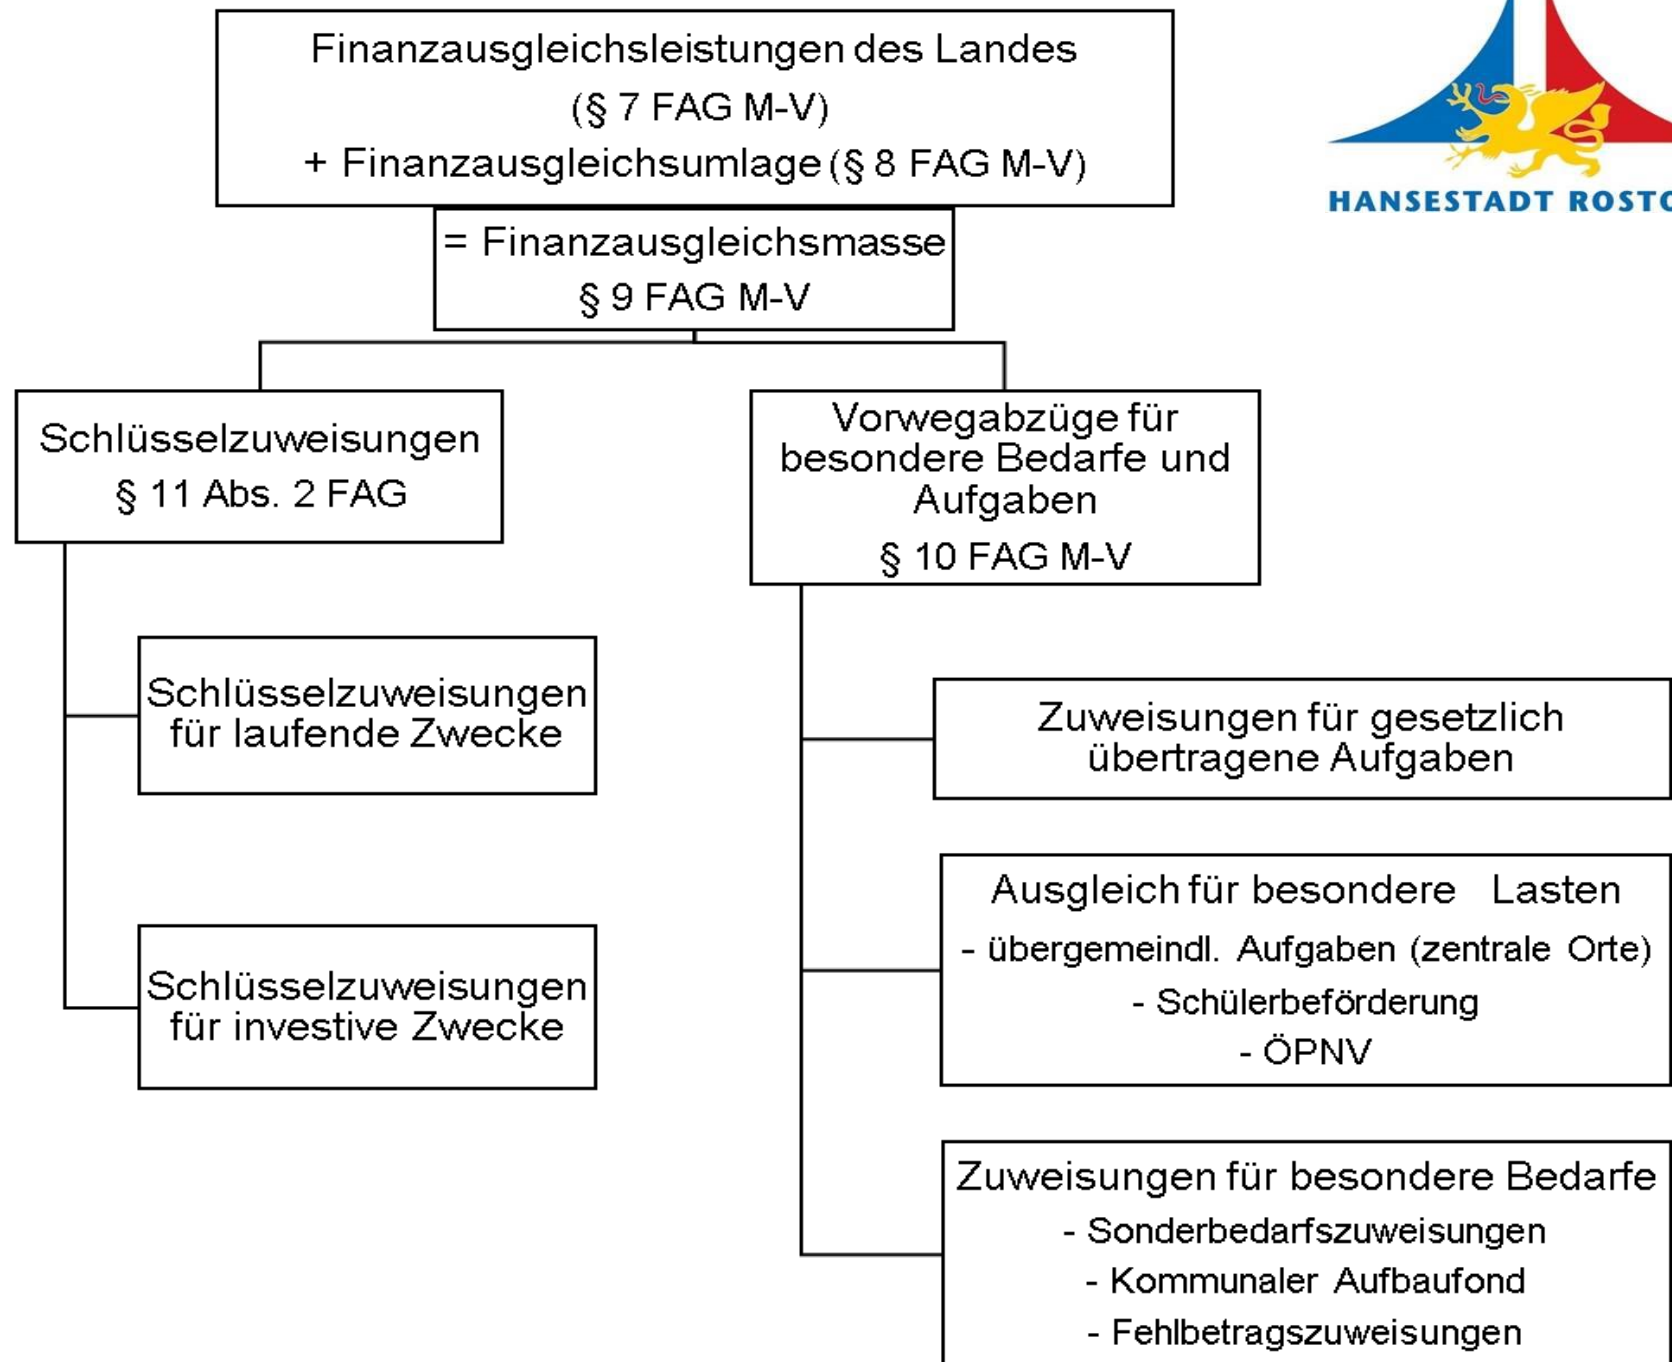 Finanzausgleichsleistungen des Landes
(§ 7 FAG M-V)
+ Finanzausgleichsumlage (§ 8 FAG M-V)
HANSESTADT ROSTO
= Finanzausgleichsmasse
§ 9 FAG M-V
Schlüsselzuweisungen
§ 11 Abs. 2 FAG
Schlüsselzuweisungen
für laufende Zwecke
Schlüsselzuweisungen
für investive Zwecke
Vorwegabzüge für
besondere Bedarfe und
Aufgaben
§ 10 FAG M-V
Zuweisungen für gesetzlich
übertragene Aufgaben
Ausgleich für besondere Lasten
- übergemeindl. Aufgaben (zentrale Orte)
- Schülerbeförderung
- ÖPNV
Zuweisungen für besondere Bedarfe
- Sonderbedarfszuweisungen
- Kommunaler Aufbaufond
- Fehlbetragszuweisungen